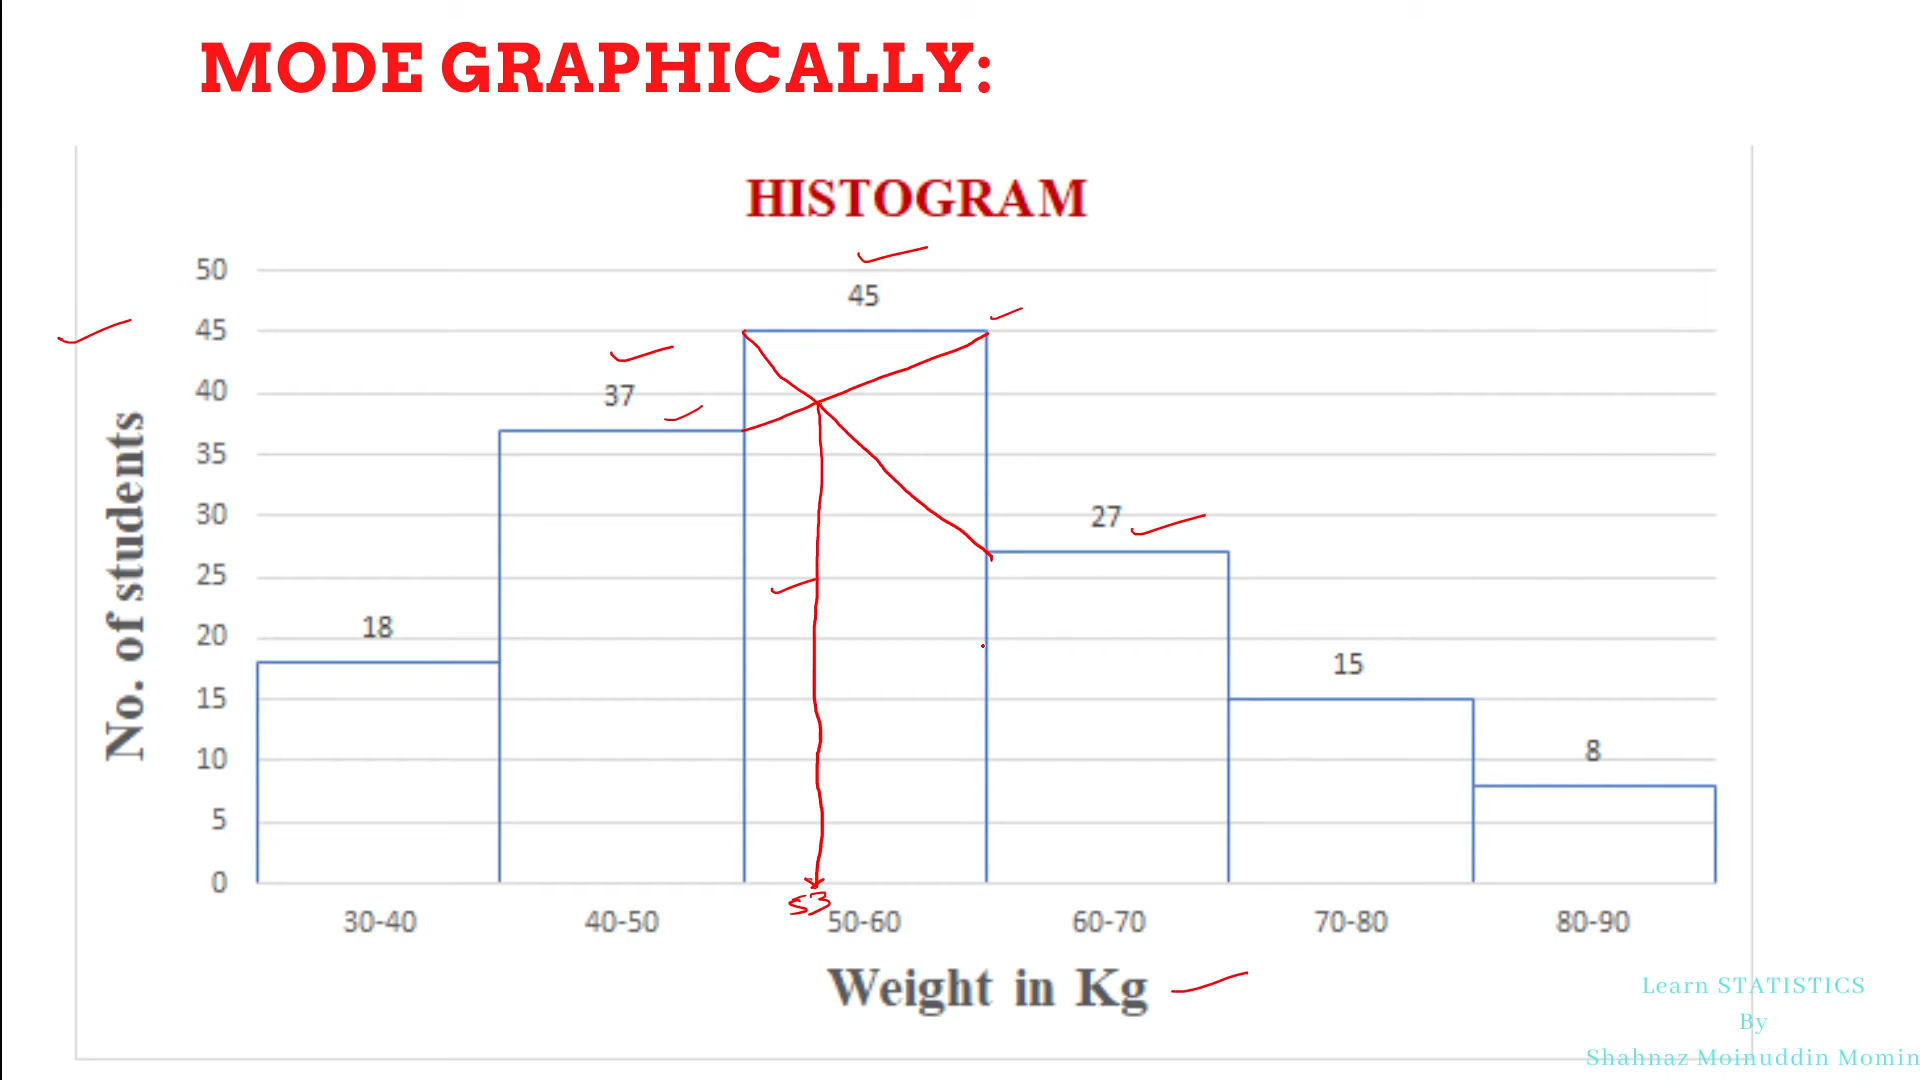 MODE GRAPHICALLY:
HISTOGRAM
50
45
45
40
37
35
30
27
25
20
18
15
15
10
8
5
0
53
30-40 40-50 50-60 60-70 70-80 80-90
No. of students
Weight in Kg
Learn STATISTICS
By
Shahnaz Moinuddin Momin